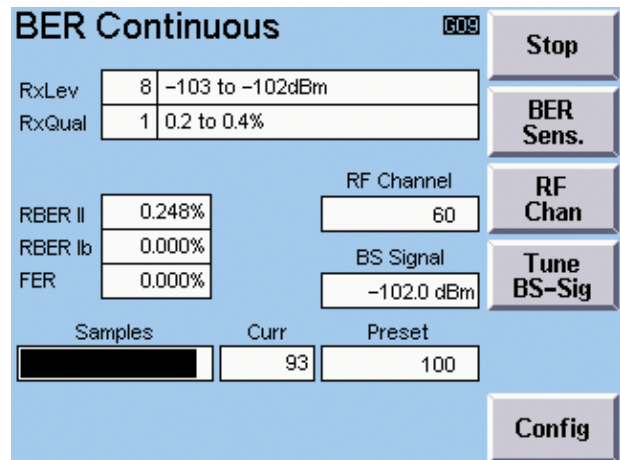 BER Continuous
G09
Stop
RxLev 8 −103 to −102dBm
RxQual 1 0.2 to 0.4%
BER
Sens.
RF Channel
60
RF
Chan
RBER II 0.248%
RBER Ib 0.000%
FER 0.000%
BS Signal
−102.0 dBm
Tune
BS−Sig
Samples Curr Preset
93 100
Config